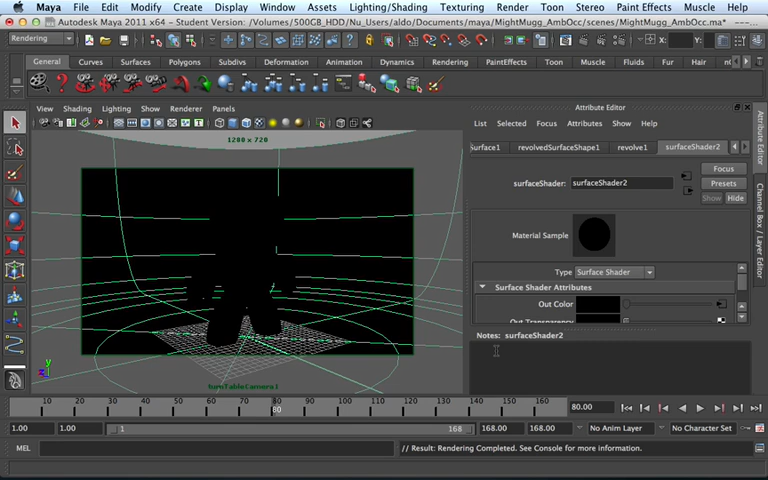 Maya File Edit Modify Create Display Window Assets Lighting/Shading Texturing Render Toon Stereo Paint Effects Muscle Help
Autodesk Maya 2011 x64 - Student Version: /Volumes/500GB_HDD/Nu_Users/aldo/Documents/maya/MightMugg_AmbOcc/scenes/MightMugg_AmbOcc.ma*
Rendering
X: Y:
General Curves Surfaces Polygons Subdivs Deformation Animation Dynamics Rendering PaintEffects Toon Muscle Fluids Fur Hair
View Shading Lighting Show Renderer Panels
1280 x 720
turnTableCamera1
Attribute Editor
List Selected Focus Attributes Show Help
revolvedSurfaceShape1 revolve1 surfaceShader2
Focus
surfaceShader: surfaceShader2
Presets
Show Hide
Material Sample
Type Surface Shader
Surface Shader Attributes
Out Color
Out Transparency
Notes: surfaceShader2
Attribute Editor
Channel Box / Layer Editor
10 20 30 40 50 60 70 80 90 100 110 120 130 140 150 160
80
80.00
1.00 1.00 1 168 168.00 168.00 No Anim Layer No Character Set
MEL
// Result: Rendering Completed. See Console for more information.